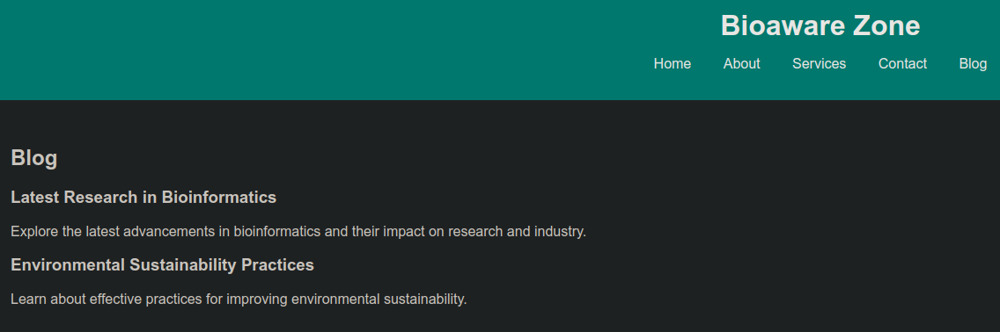 Bioaware Zone
Home About Services Contact Blog
Blog
Latest Research in Bioinformatics
Explore the latest advancements in bioinformatics and their impact on research and industry.
Environmental Sustainability Practices
Learn about effective practices for improving environmental sustainability.